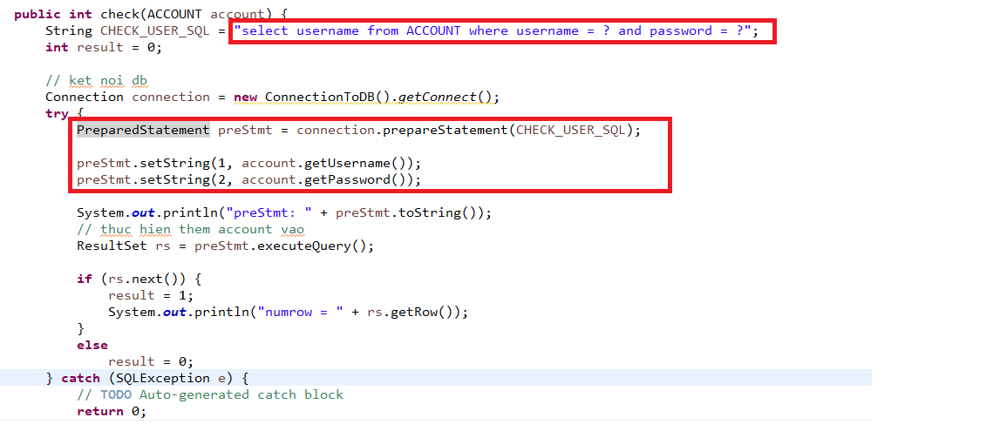 public int check(ACCOUNT account) {
String CHECK_USER_SQL = "select username from ACCOUNT where username = ? and password = ?";
int result = 0;
// ket noi db
Connection connection = new ConnectionToDB().getConnect();
try {
PreparedStatement preStmt = connection.prepareStatement(CHECK_USER_SQL);
preStmt.setString(1, account.getUsername());
preStmt.setString(2, account.getPassword());
System.out.println("preStmt: " + preStmt.toString());
// thuc hien them account vao
ResultSet rs = preStmt.executeQuery();
if (rs.next()) {
result = 1;
System.out.println("numrow = " + rs.getRow());
}
else
result = 0;
} catch (SQLException e) {
// TODO Auto-generated catch block
return 0;